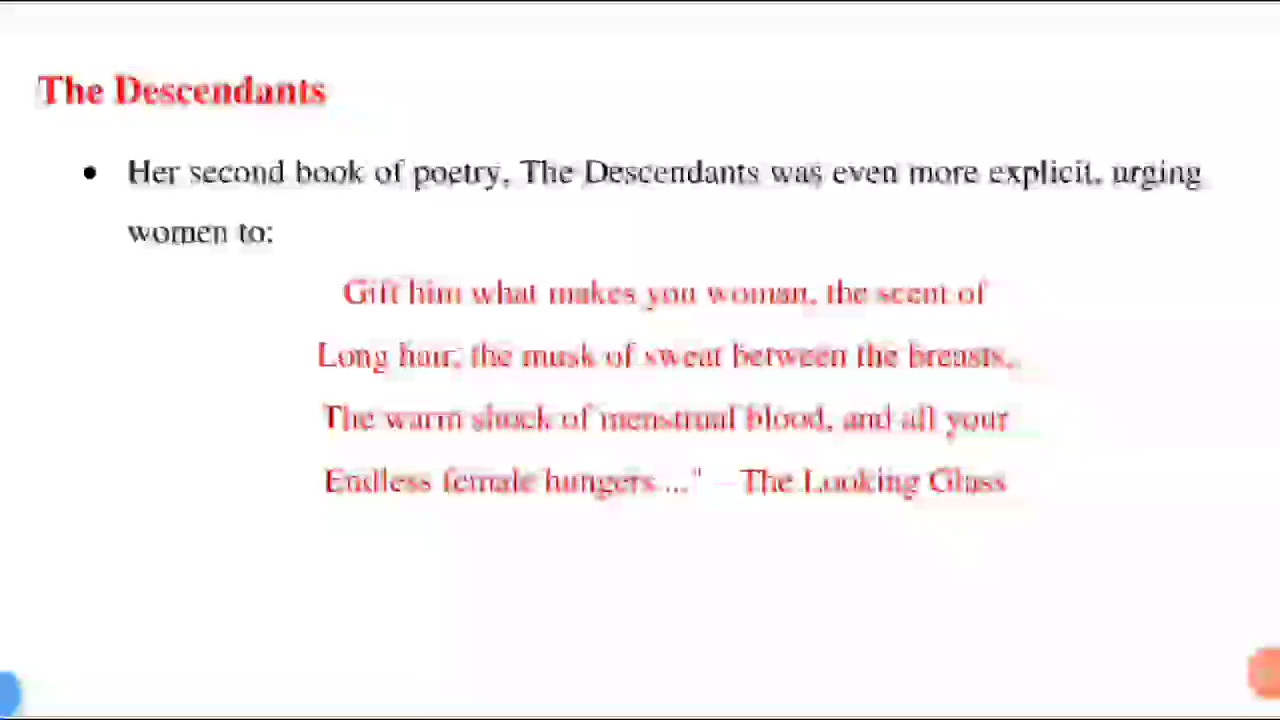 The Descendants
• Her second book of poetry, The Descendants was even more explicit, urging
women to:
Gift him what makes you woman, the scent of
Long hair, the musk of sweat between the breasts,
The warm shock of menstrual blood, and all your
Endless female hungers ..." – The Looking Glass